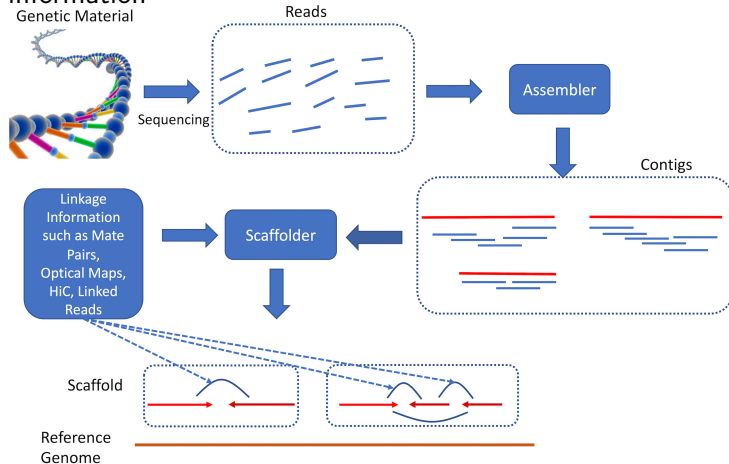 information
Genetic Material
Reads
Sequencing
Assembler
Contigs
Linkage
Information
such as Mate
Pairs,
Optical Maps,
HiC, Linked
Reads
Scaffolder
Scaffold
Reference
Genome